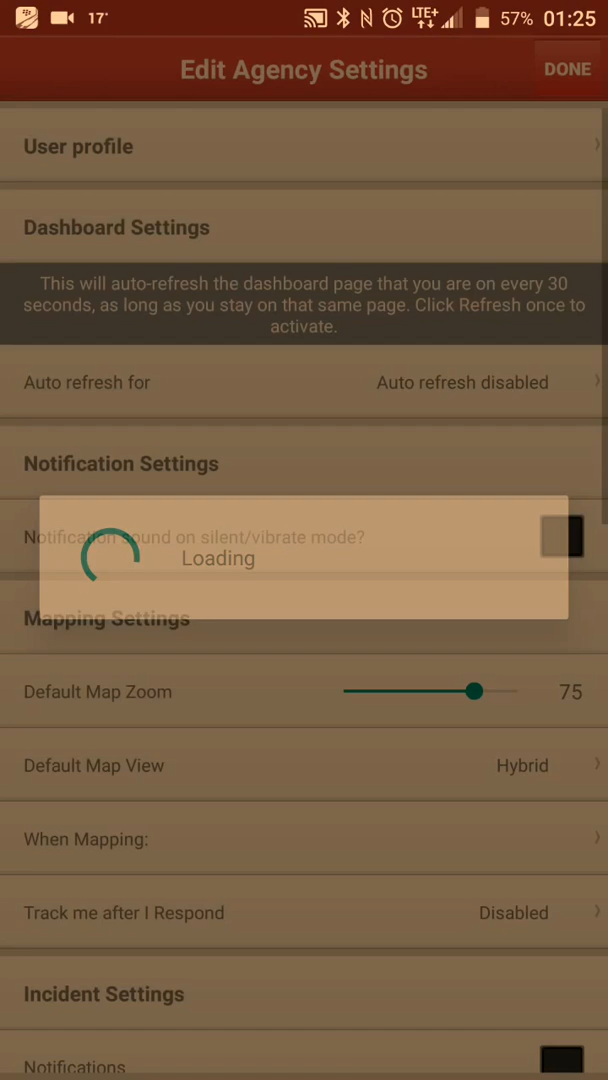 17°
LTE+
57%
01:25
Edit Agency Settings
DONE
User profile
Dashboard Settings
This will auto-refresh the dashboard page that you are on every 30
seconds, as long as you stay on that same page. Click Refresh once to
activate.
Auto refresh for
Auto refresh disabled
Notification Settings
Notification sound on silent/vibrate mode?
Loading
Mapping Settings
Default Map Zoom
75
Default Map View
Hybrid
When Mapping:
Track me after I Respond
Disabled
Incident Settings
Notifications